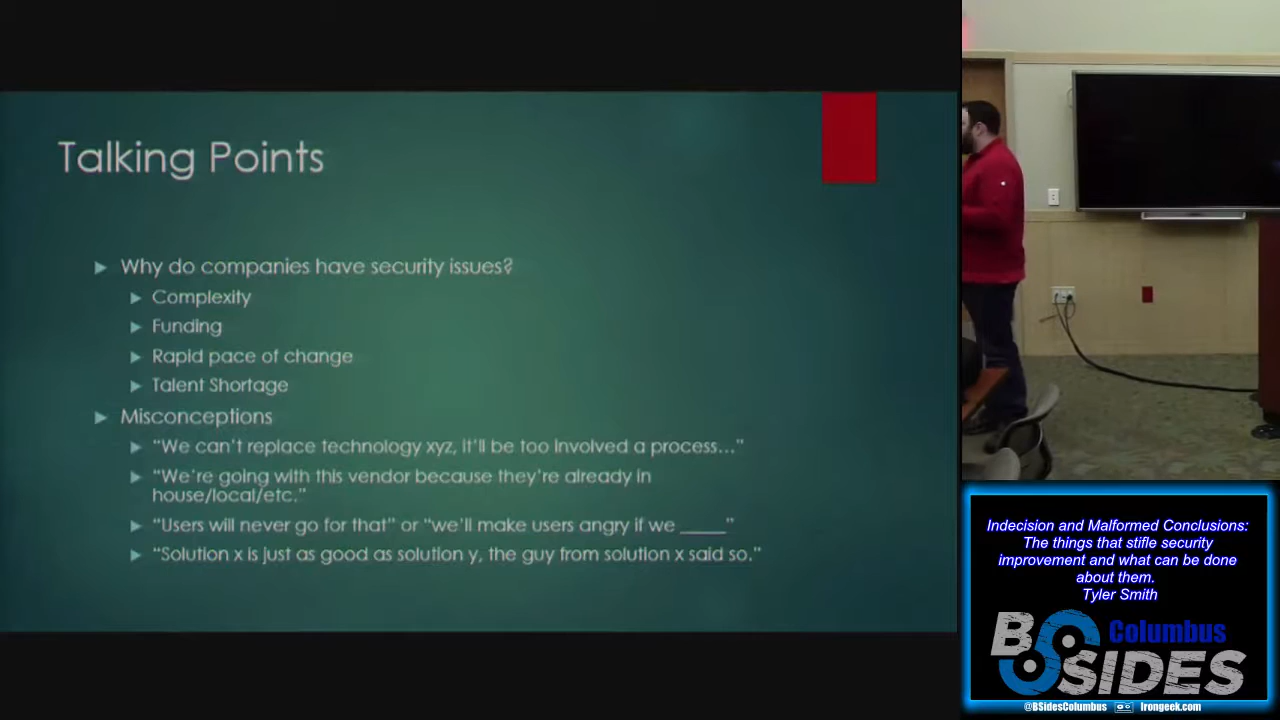 Talking Points
Why do companies have security issues?
Complexity
Funding
Rapid pace of change
Talent Shortage
Misconceptions
"We can't replace technology xyz, it'll be too involved a process…"
"We're going with this vendor because they're already in
house/local/etc."
"Users will never go for that" or "we'll make users angry if we _____"
"Solution x is just as good as solution y, the guy from solution x said so."
Indecision and Malformed Conclusions:
The things that stifle security
improvement and what can be done
about them.
Tyler Smith
BSIDES
Columbus
@BSidesColumbus Irongeek.com